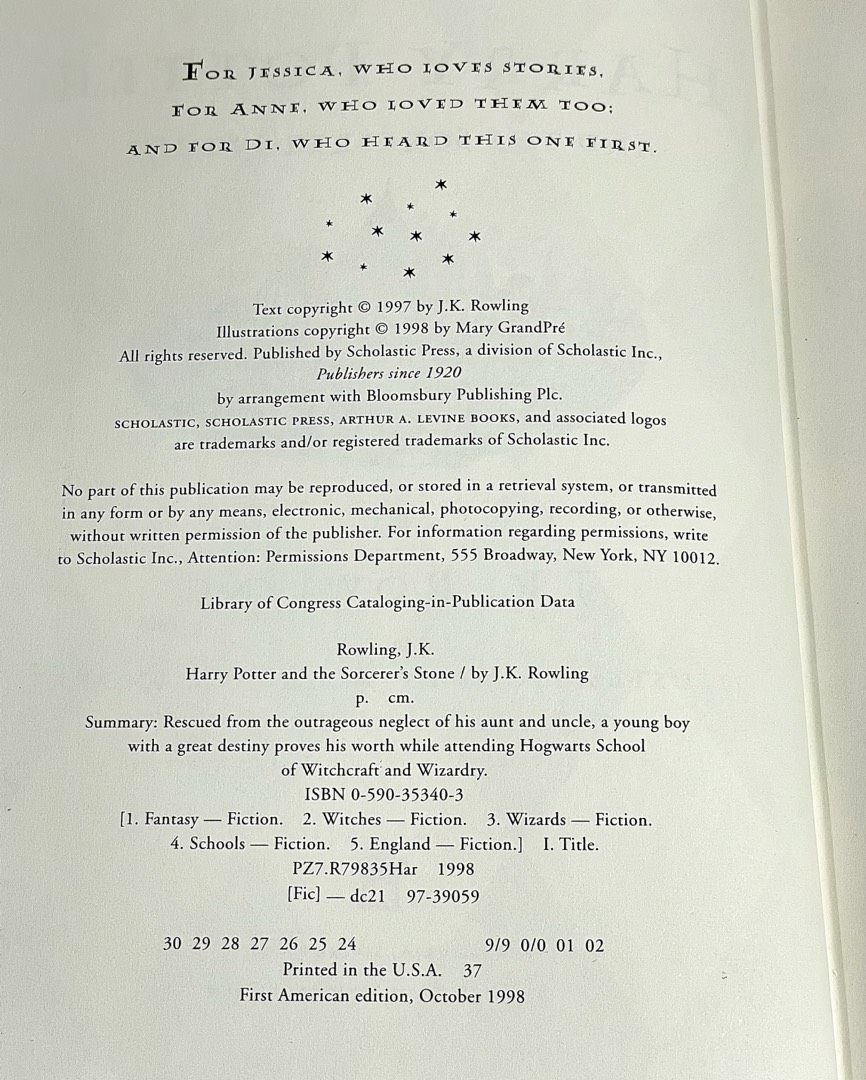 FOR JESSICA, WHO LOVES STORIES,
FOR ANNE, WHO LOVED THEM TOO;
AND FOR DI, WHO HEARD THIS ONE FIRST.
Text copyright © 1997 by J.K. Rowling
Illustrations copyright © 1998 by Mary GrandPré
All rights reserved. Published by Scholastic Press, a division of Scholastic Inc.,
Publishers since 1920
by arrangement with Bloomsbury Publishing Plc.
SCHOLASTIC, SCHOLASTIC PRESS, ARTHUR A. LEVINE BOOKS, and associated logos
are trademarks and/or registered trademarks of Scholastic Inc.
No part of this publication may be reproduced, or stored in a retrieval system, or transmitted
in any form or by any means, electronic, mechanical, photocopying, recording, or otherwise,
without written permission of the publisher. For information regarding permissions, write
to Scholastic Inc., Attention: Permissions Department, 555 Broadway, New York, NY 10012.
Library of Congress Cataloging-in-Publication Data
Rowling, J.K.
Harry Potter and the Sorcerer's Stone / by J.K. Rowling
p. cm.
Summary: Rescued from the outrageous neglect of his aunt and uncle, a young boy
with a great destiny proves his worth while attending Hogwarts School
of Witchcraft and Wizardry.
ISBN 0-590-35340-3
[1. Fantasy — Fiction. 2. Witches — Fiction. 3. Wizards — Fiction.
4. Schools — Fiction. 5. England — Fiction.] I. Title.
PZ7.R79835Har 1998
[Fic] — dc21 97-39059
30 29 28 27 26 25 24 9/9 0/0 01 02
Printed in the U.S.A. 37
First American edition, October 1998